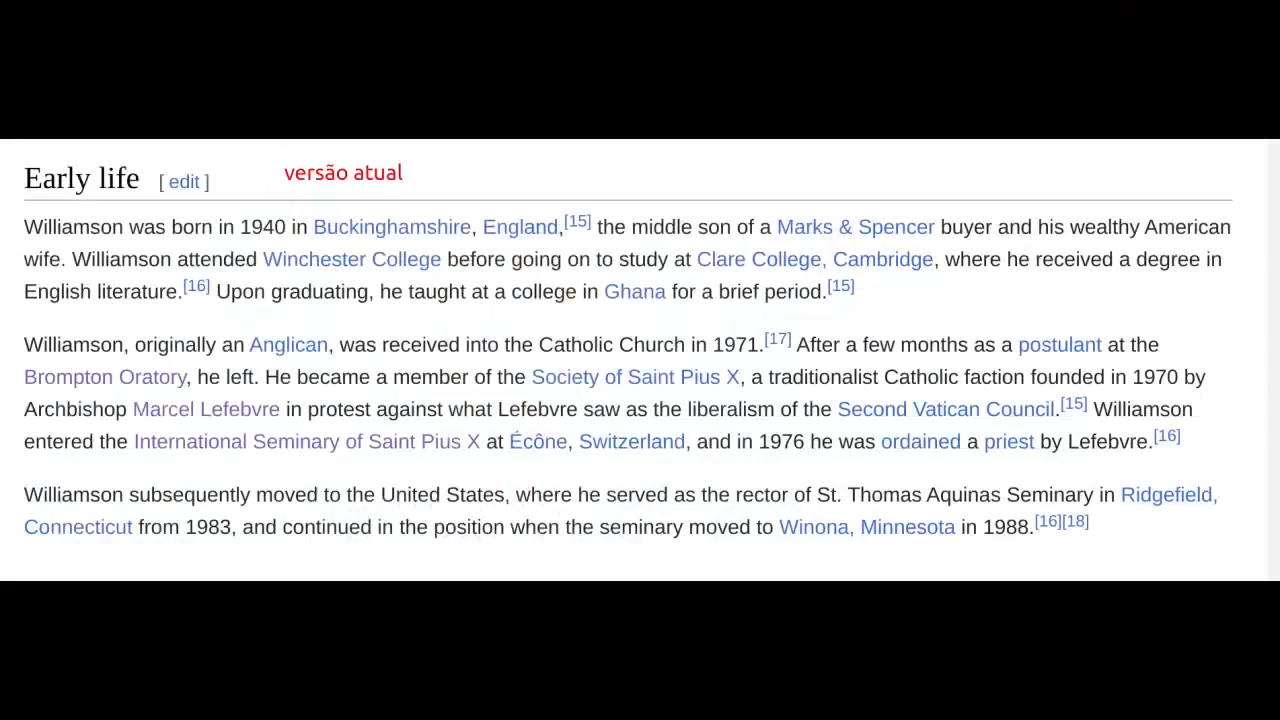 Early life [ edit ] versão atual
Williamson was born in 1940 in Buckinghamshire, England,[15] the middle son of a Marks & Spencer buyer and his wealthy American
wife. Williamson attended Winchester College before going on to study at Clare College, Cambridge, where he received a degree in
English literature.[16] Upon graduating, he taught at a college in Ghana for a brief period.[15]
Williamson, originally an Anglican, was received into the Catholic Church in 1971.[17] After a few months as a postulant at the
Brompton Oratory, he left. He became a member of the Society of Saint Pius X, a traditionalist Catholic faction founded in 1970 by
Archbishop Marcel Lefebvre in protest against what Lefebvre saw as the liberalism of the Second Vatican Council.[15] Williamson
entered the International Seminary of Saint Pius X at Écône, Switzerland, and in 1976 he was ordained a priest by Lefebvre.[16]
Williamson subsequently moved to the United States, where he served as the rector of St. Thomas Aquinas Seminary in Ridgefield,
Connecticut from 1983, and continued in the position when the seminary moved to Winona, Minnesota in 1988.[16][18]